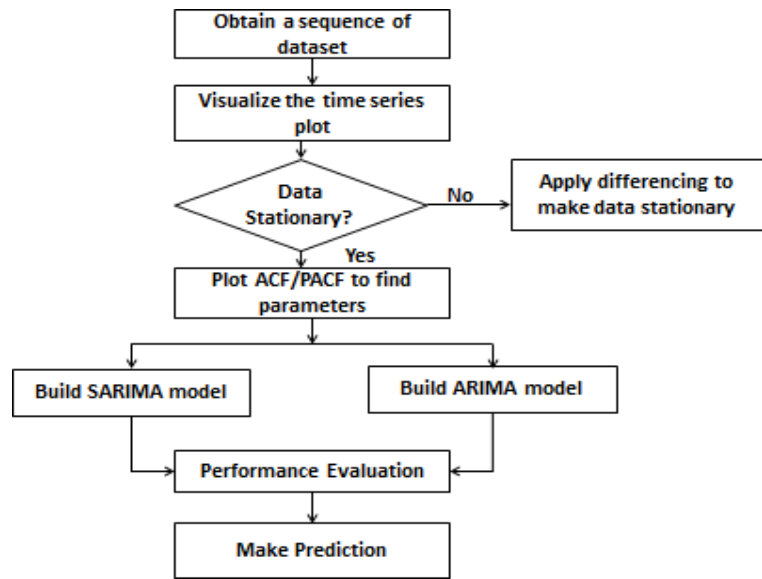 Obtain a sequence of
dataset
Visualize the time series
plot
Data
Stationary?
No
Apply differencing to
make data stationary
Yes
Plot ACF/PACF to find
parameters
Build SARIMA model
Build ARIMA model
Performance Evaluation
Make Prediction